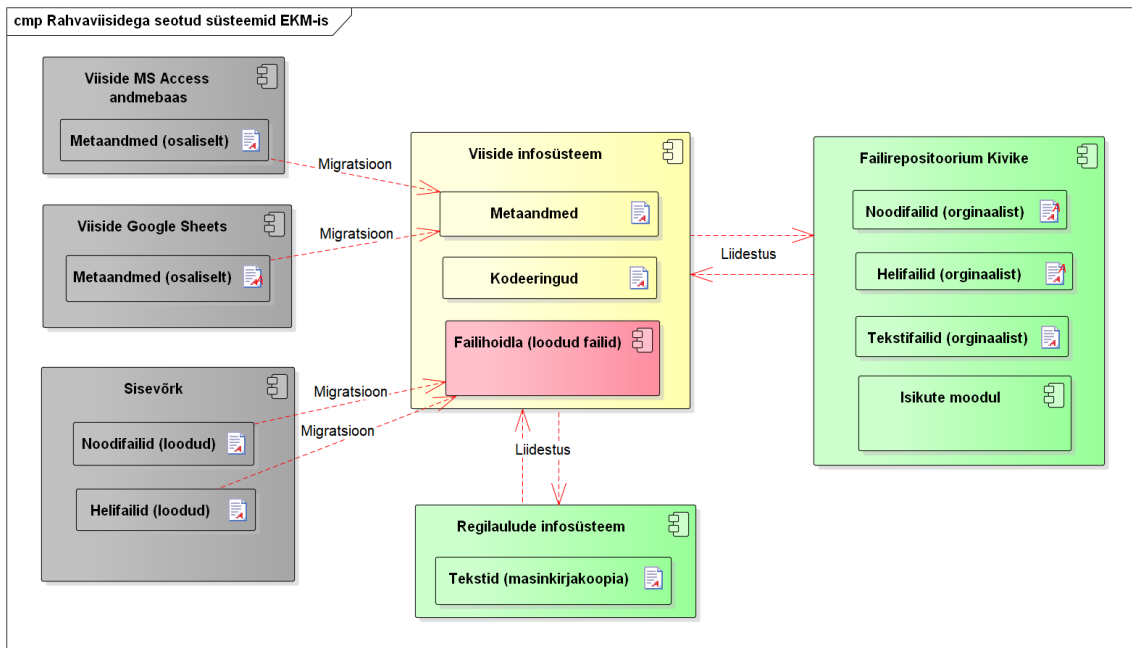 cmp Rahvaviisidega seotud süsteemid EKM-is
Viiside MS Access
andmebaas
Metaandmed (osaliselt)
Viiside Google Sheets
Metaandmed (osaliselt)
Sisevõrk
Noodifailid (loodud)
Helifailid (loodud)
Migratsioon
Migratsioon
Migratsioon
Migratsioon
Viiside infosüsteem
Metaandmed
Kodeeringud
Failihoidla (loodud failid)
Liidestus
Liidestus
Regilaulude infosüsteem
Tekstid (masinkirjakoopia)
Failirepositoorium Kivike
Noodifailid (orginaalist)
Helifailid (orginaalist)
Tekstifailid (orginaalist)
Isikute moodul